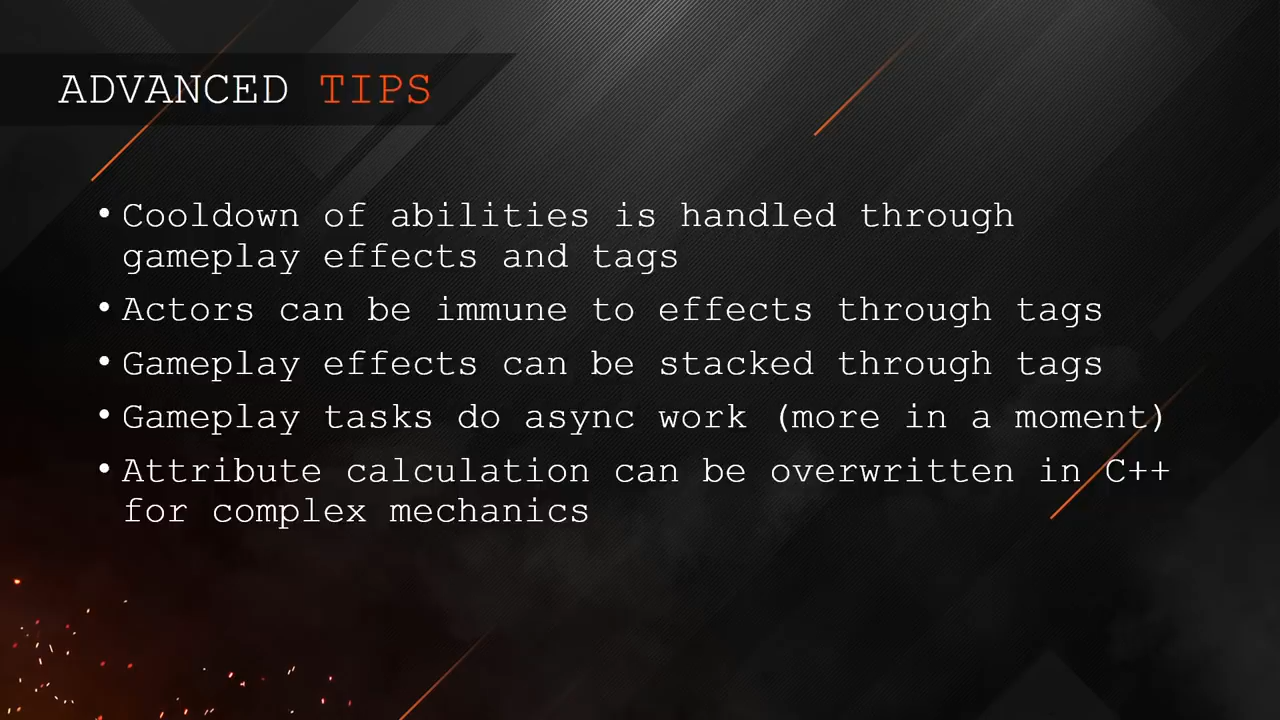 ADVANCED TIPS
• Cooldown of abilities is handled through
gameplay effects and tags
• Actors can be immune to effects through tags
• Gameplay effects can be stacked through tags
• Gameplay tasks do async work (more in a moment)
• Attribute calculation can be overwritten in C++
for complex mechanics